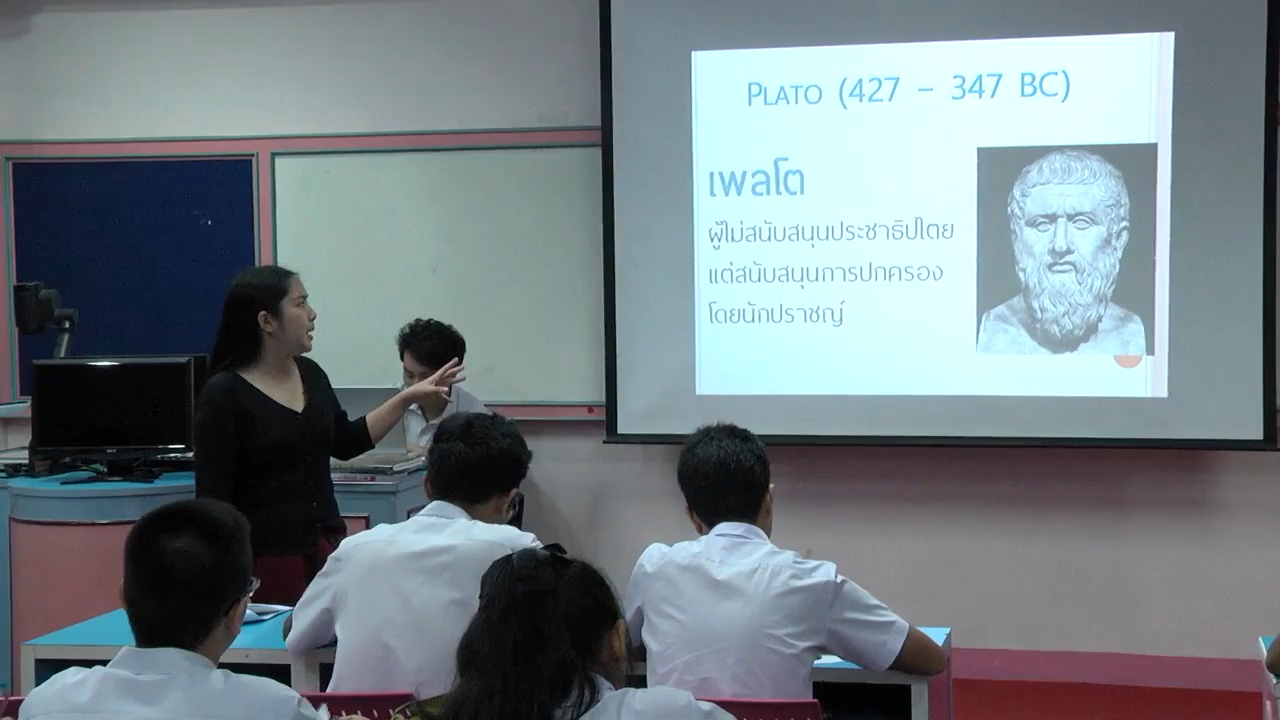 PLATO (427 – 347 BC)
เพลโต
ผู้ไม่สนับสนุนประชาธิปไตย
แต่สนับสนุนการปกครอง
โดยนักปราชญ์